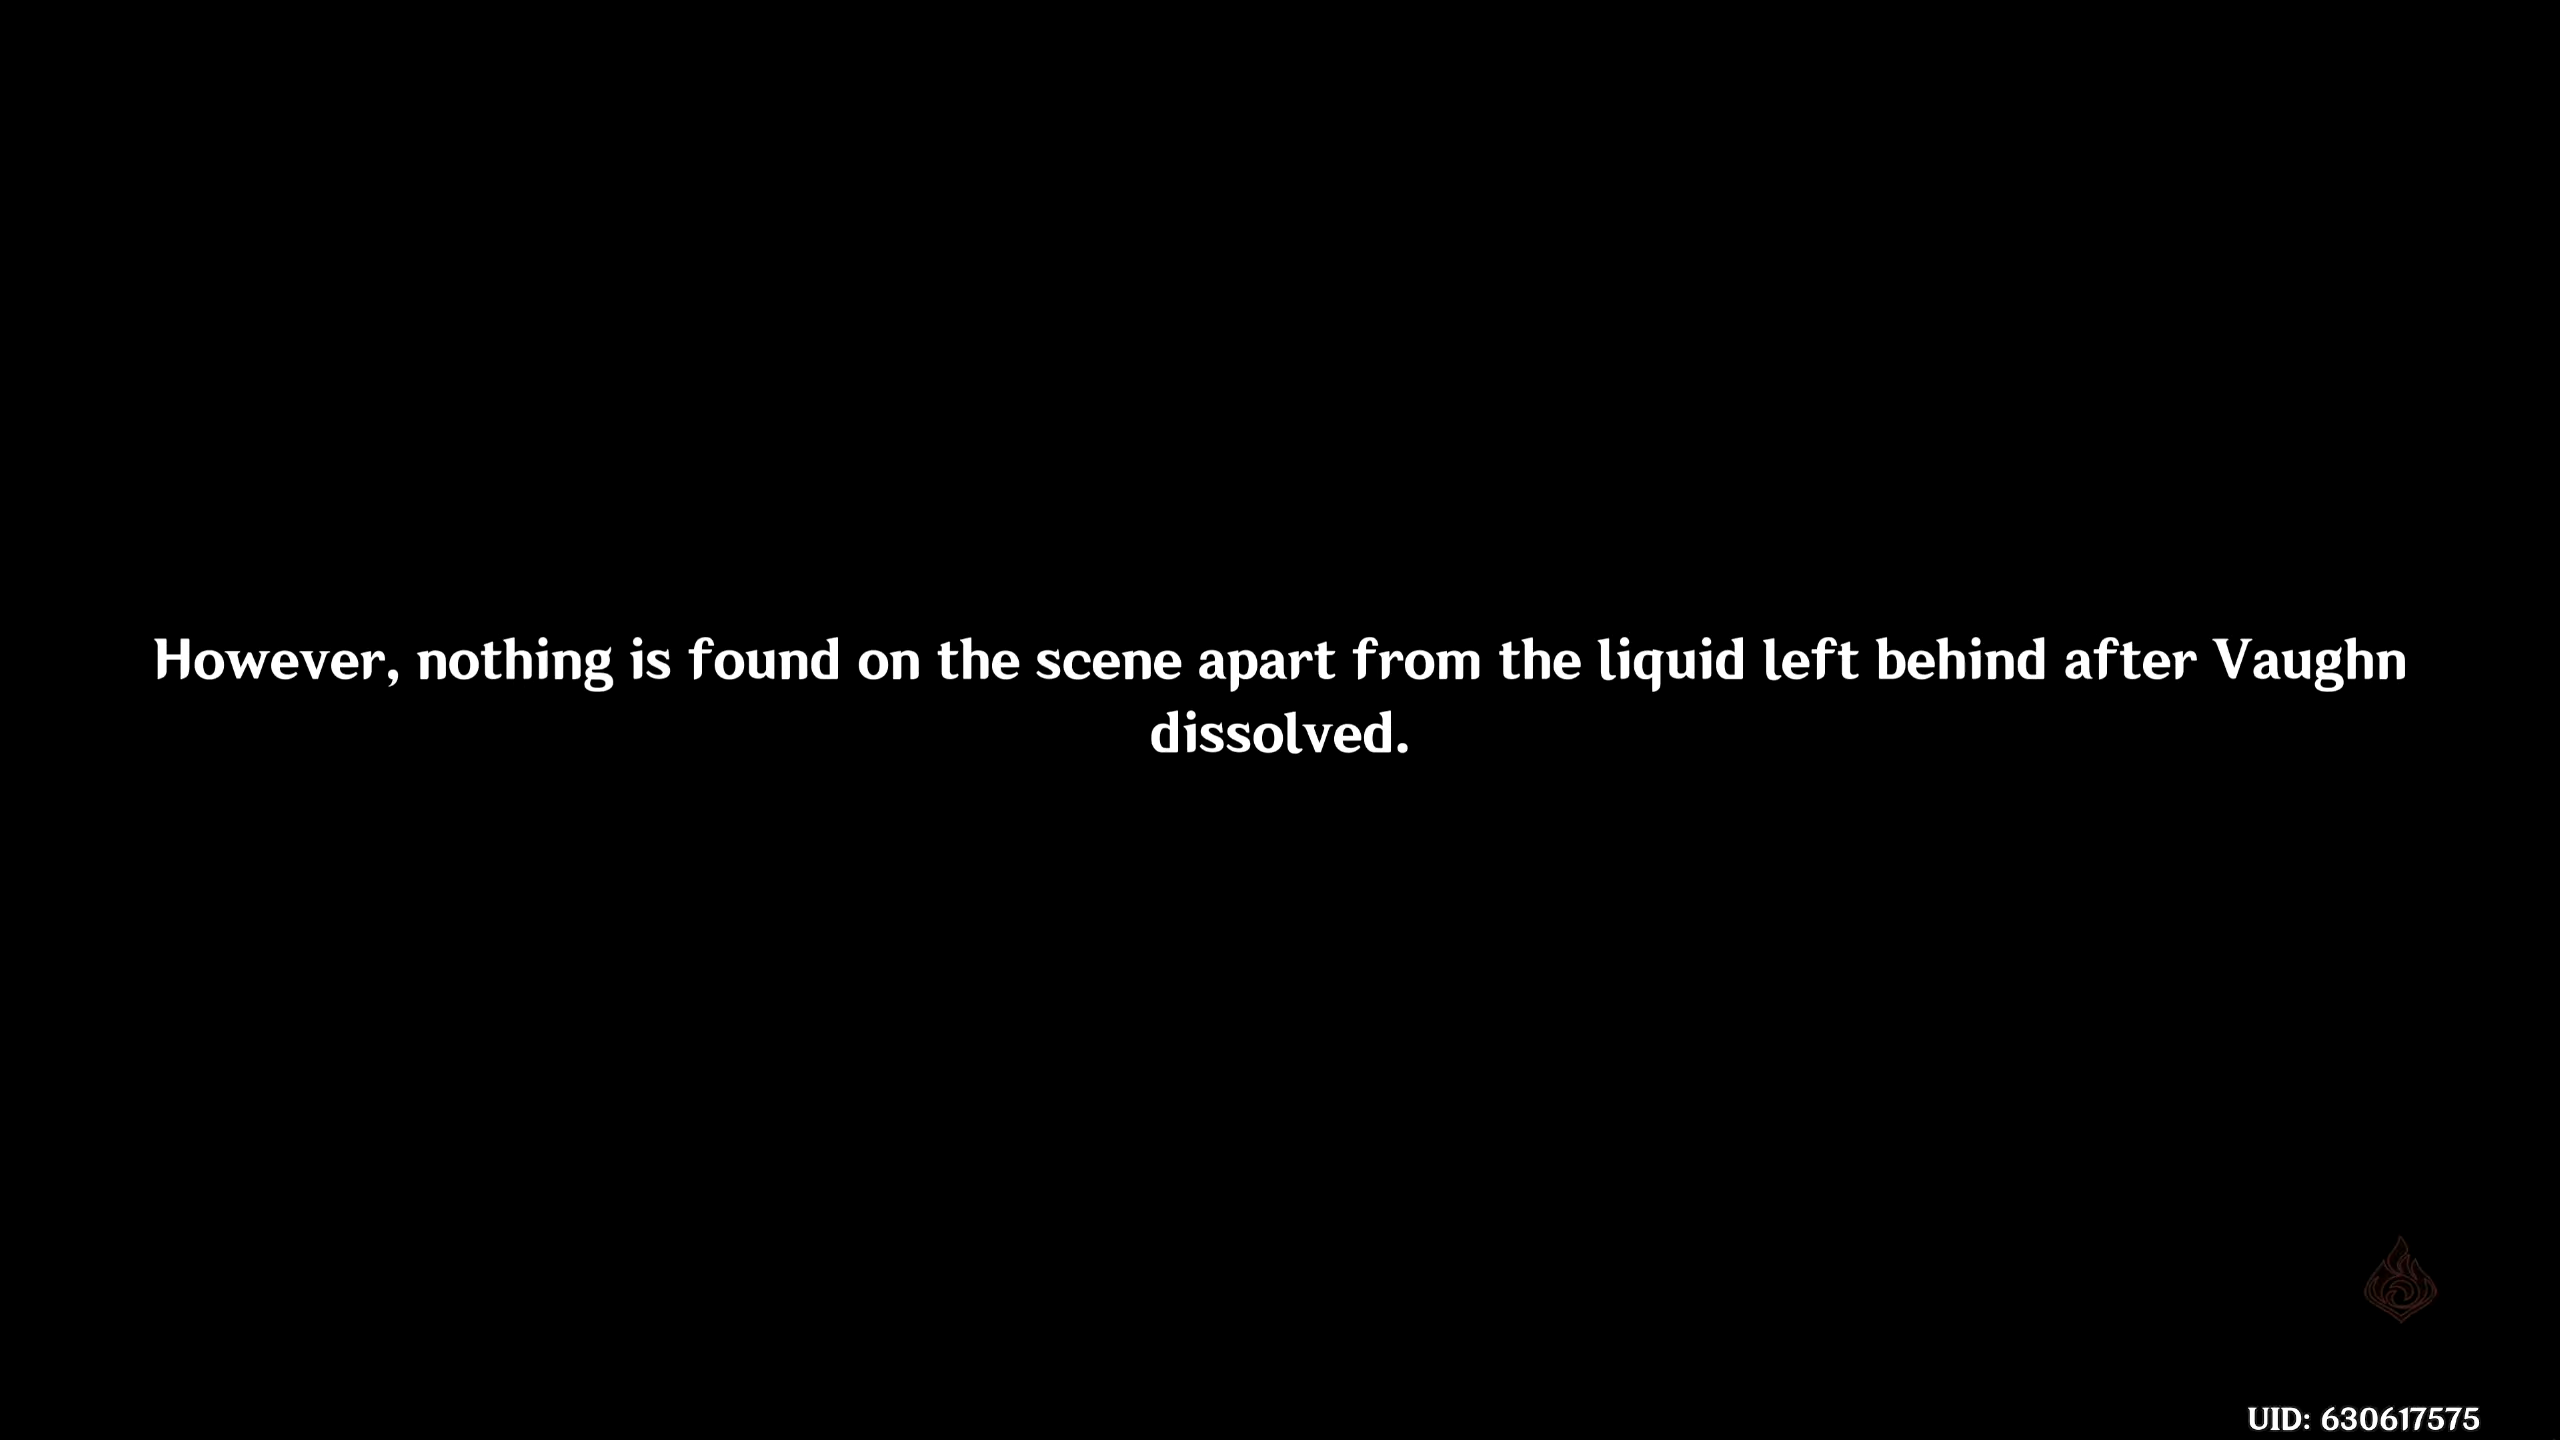 However, nothing is found on the scene apart from the liquid left behind after Vaughn
dissolved.
UID: 630617575